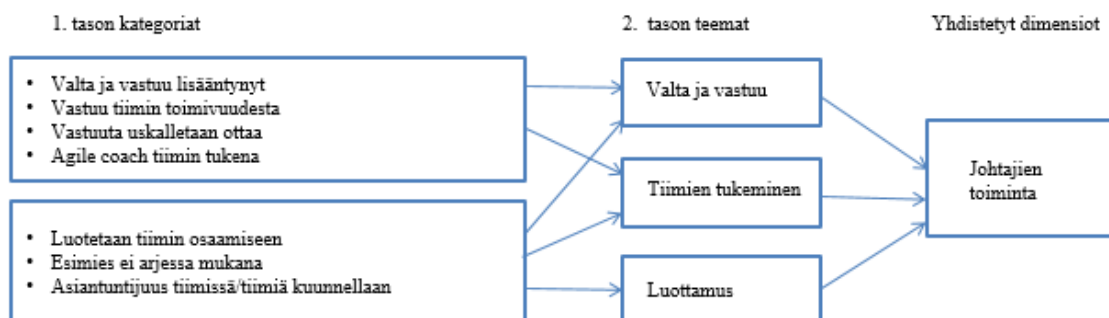 1. tason kategoriat
2. tason teemat
Yhdistetyt dimensiot
• Valta ja vastuu lisääntynyt
• Vastuu tiimin toimivuudesta
• Vastuuta uskalletaan ottaa
• Agile coach tiimin tukena
• Luotetaan tiimin osaamiseen
• Esimies ei arjessa mukana
• Asiantuntijuus tiimissä/tiimiä kuunnellaan
Valta ja vastuu
Tiimien tukeminen
Luottamus
Johtajien
toiminta